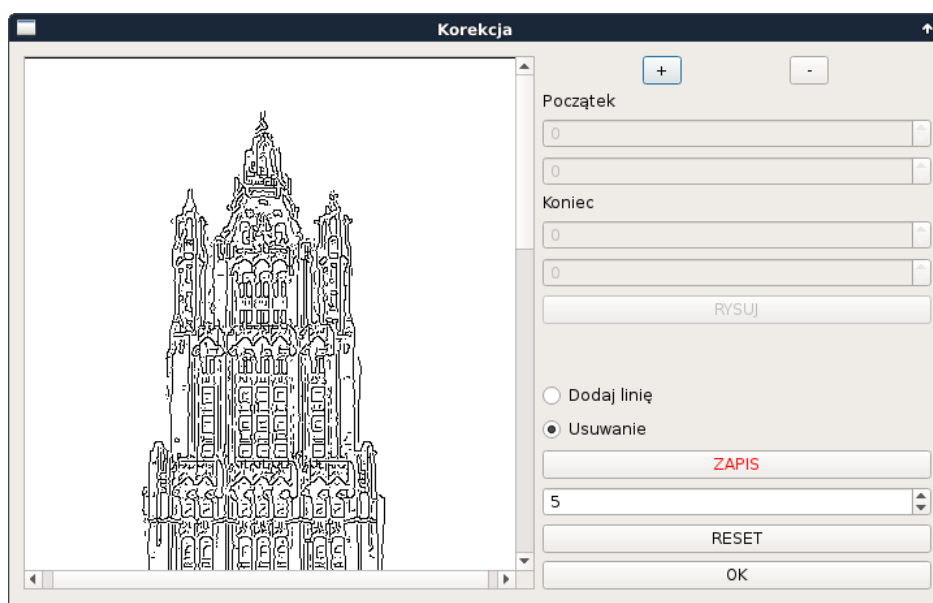 Korekcja
+ -
Początek
0
0
Koniec
0
0
RYSUJ
Dodaj linię
Usuwanie
ZAPIS
5
RESET
OK